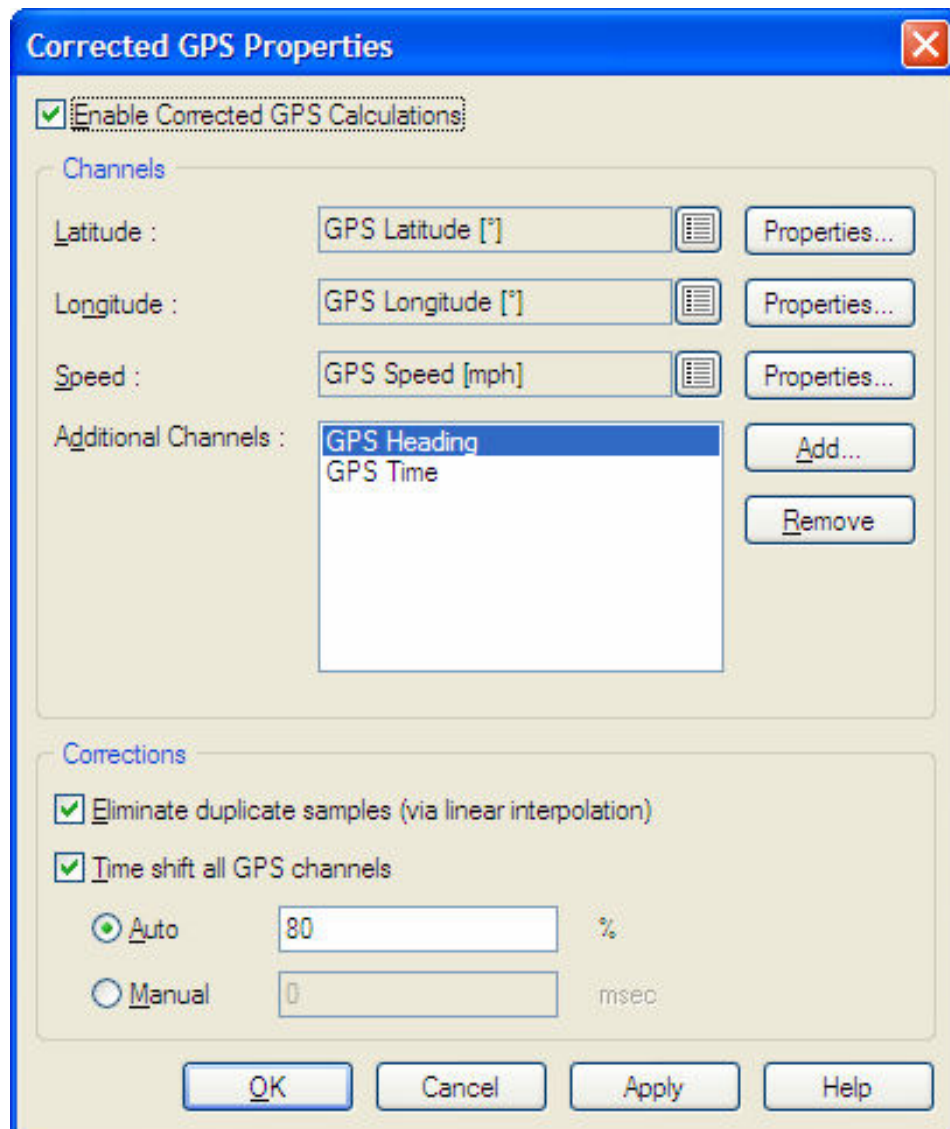 Corrected GPS Properties
Enable Corrected GPS Calculations
Channels
Latitude : GPS Latitude [°] Properties...
Longitude : GPS Longitude [°] Properties...
Speed : GPS Speed [mph] Properties...
Additional Channels : GPS Heading Add...
GPS Time
Remove
Corrections
Eliminate duplicate samples (via linear interpolation)
Time shift all GPS channels
Auto 80 %
Manual 0 msec
OK Cancel Apply Help